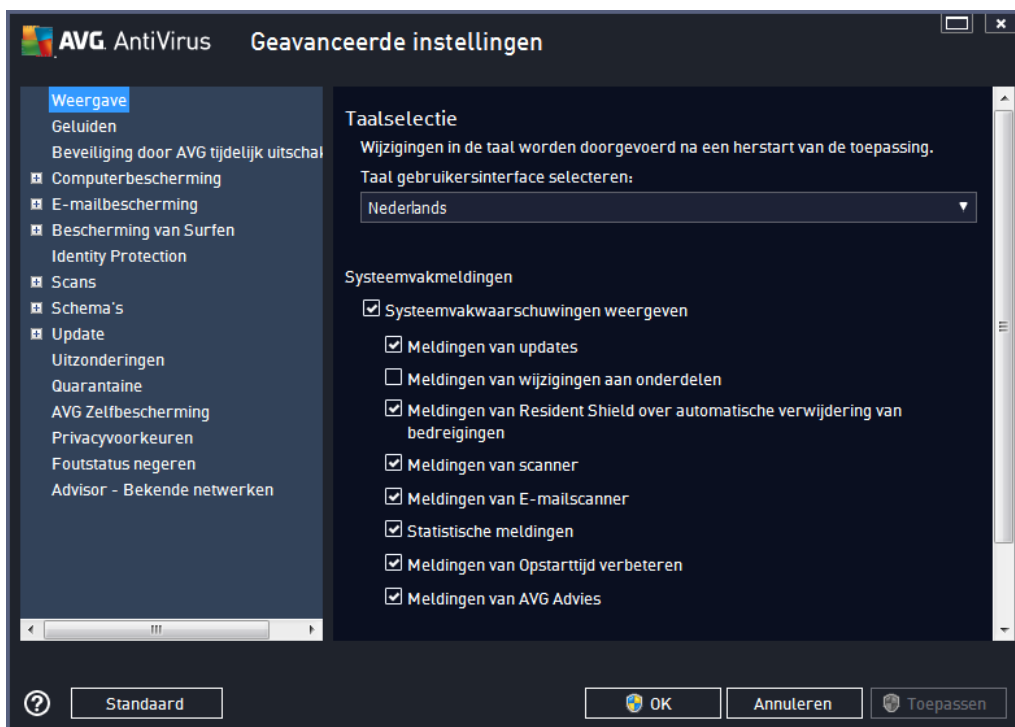 AVG. AntiVirus Geavanceerde instellingen
Weergave
Geluiden
Beveiliging door AVG tijdelijk uitschak
Computerbescherming
E-mailbescherming
Bescherming van Surfen
Identity Protection
Scans
Schema's
Update
Uitzonderingen
Quarantaine
AVG Zelfbescherming
Privacyvoorkeuren
Foutstatus negeren
Advisor - Bekende netwerken
Taalselectie
Wijzigingen in de taal worden doorgevoerd na een herstart van de toepassing.
Taal gebruikersinterface selecteren:
Nederlands
Systeemvakmeldingen
Systeemvakwaarschuwingen weergeven
Meldingen van updates
Meldingen van wijzigingen aan onderdelen
Meldingen van Resident Shield over automatische verwijdering van
bedreigingen
Meldingen van scanner
Meldingen van E-mailscanner
Statistische meldingen
Meldingen van Opstarttijd verbeteren
Meldingen van AVG Advies
Standaard
OK
Annuleren
Toepassen